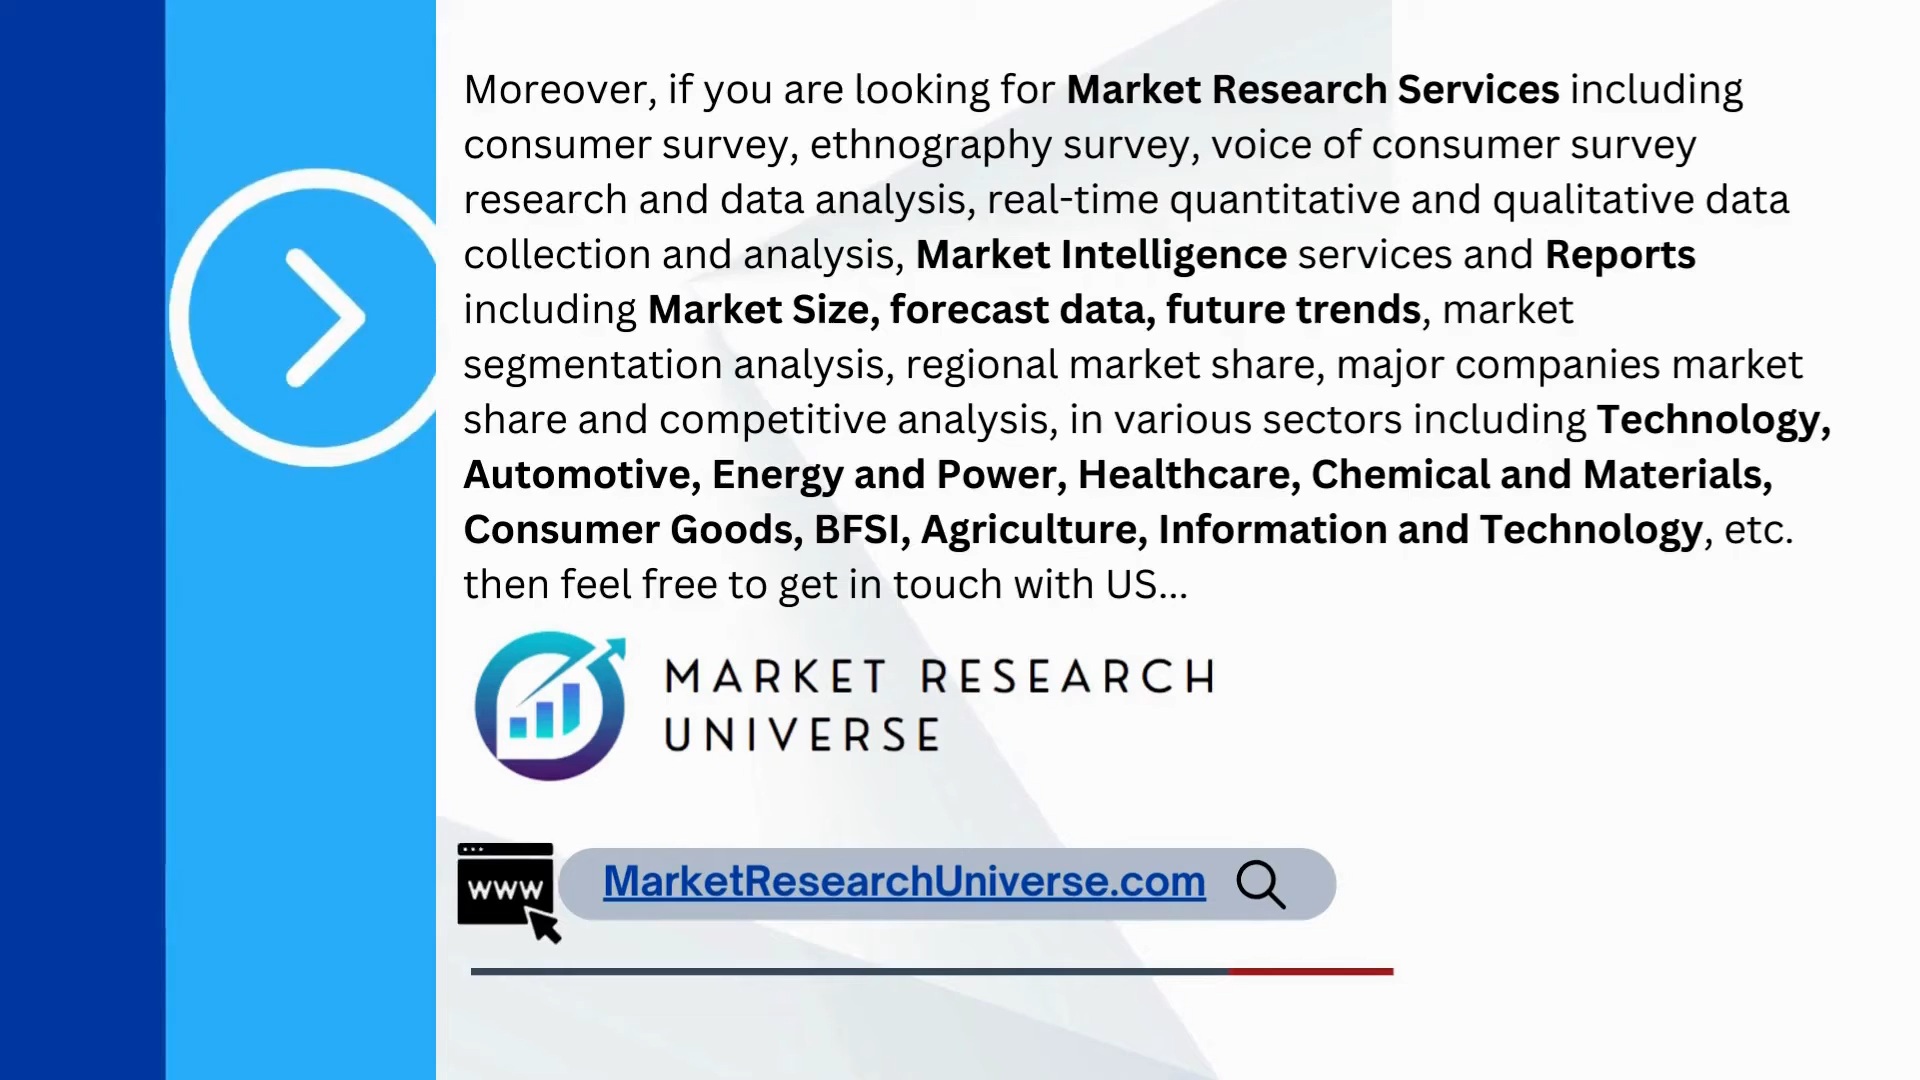 Moreover, if you are looking for Market Research Services including
consumer survey, ethnography survey, voice of consumer survey
research and data analysis, real-time quantitative and qualitative data
collection and analysis, Market Intelligence services and Reports
including Market Size, forecast data, future trends, market
segmentation analysis, regional market share, major companies market
share and competitive analysis, in various sectors including Technology,
Automotive, Energy and Power, Healthcare, Chemical and Materials,
Consumer Goods, BFSI, Agriculture, Information and Technology, etc.
then feel free to get in touch with US...
MARKET RESEARCH
UNIVERSE
www
MarketResearchUniverse.com